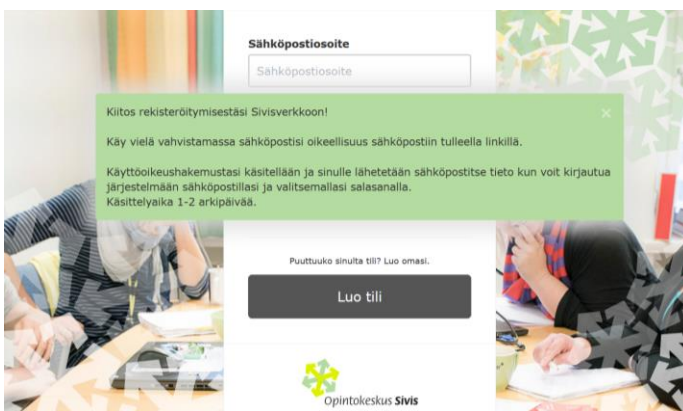 Sähköpostiosoite
Sähköpostiosoite
Kiitos rekisteröitymisestäsi Sivisverkkoon!
×
Käy vielä vahvistamassa sähköpostisi oikeellisuus sähköpostiin tulleella linkillä.
Käyttöoikeushakemustasi käsitellään ja sinulle lähetetään sähköpostitse tieto kun voit kirjautua
järjestelmään sähköpostillasi ja valitsemallasi salasanalla.
Käsittelyaika 1-2 arkipäivää.
Puuttuuko sinulta tili? Luo omasi.
Luo tili
Opintokeskus Sivis